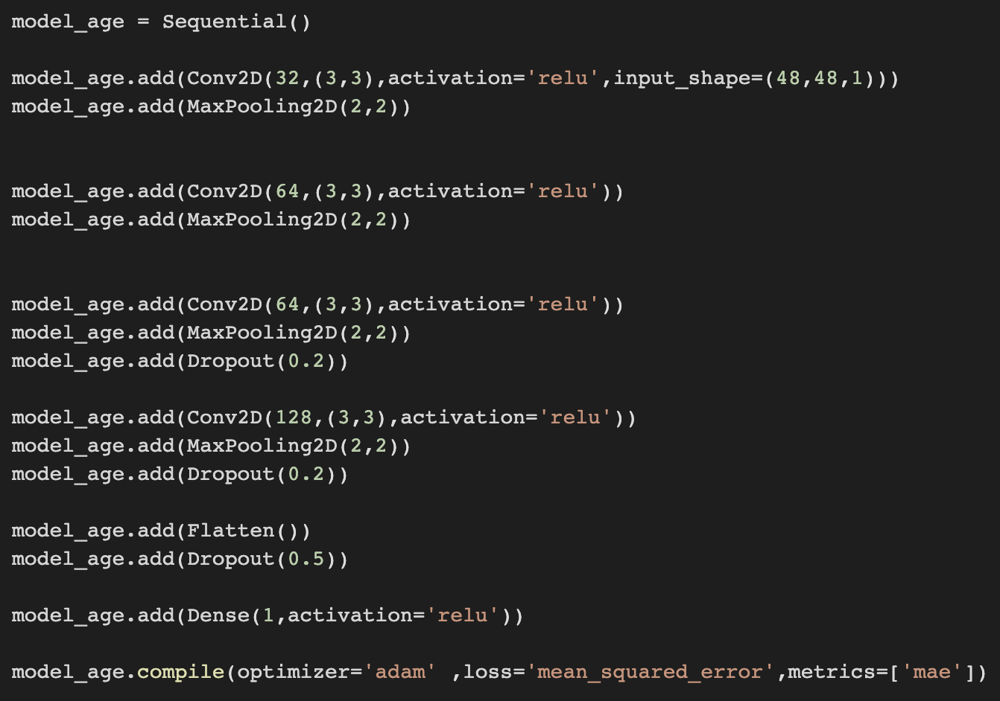 model_age = Sequential()
model_age.add(Conv2D(32,(3,3),activation='relu',input_shape=(48,48,1)))
model_age.add(MaxPooling2D(2,2))
model_age.add(Conv2D(64,(3,3),activation='relu'))
model_age.add(MaxPooling2D(2,2))
model_age.add(Conv2D(64,(3,3),activation='relu'))
model_age.add(MaxPooling2D(2,2))
model_age.add(Dropout(0.2))
model_age.add(Conv2D(128,(3,3),activation='relu'))
model_age.add(MaxPooling2D(2,2))
model_age.add(Dropout(0.2))
model_age.add(Flatten())
model_age.add(Dropout(0.5))
model_age.add(Dense(1,activation='relu'))
model_age.compile(optimizer='adam' ,loss='mean_squared_error',metrics=['mae'])